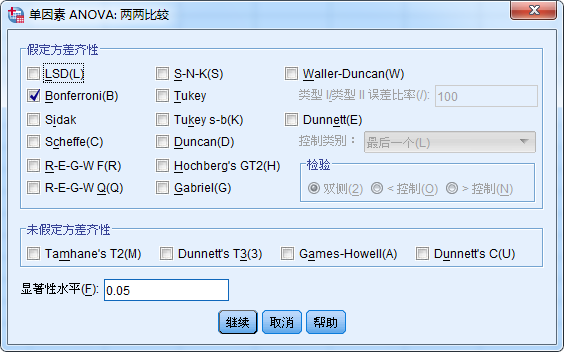 单因素 ANOVA: 两两比较
假定方差齐性
LSD(L) S-N-K(S) Waller-Duncan(W)
Bonferroni(B) Tukey 类型 I/类型 II 误差比率(/): 100
Sidak Tukey s-b(K) Dunnett(E)
Scheffe(C) Duncan(D) 控制类别： 最后一个(L)
R-E-G-W F(R) Hochberg's GT2(H) 检验
R-E-G-W Q(Q) Gabriel(G) 双侧(2) < 控制(O) > 控制(N)
未假定方差齐性
Tamhane's T2(M) Dunnett's T3(3) Games-Howell(A) Dunnett's C(U)
显著性水平(F): 0.05
继续 取消 帮助